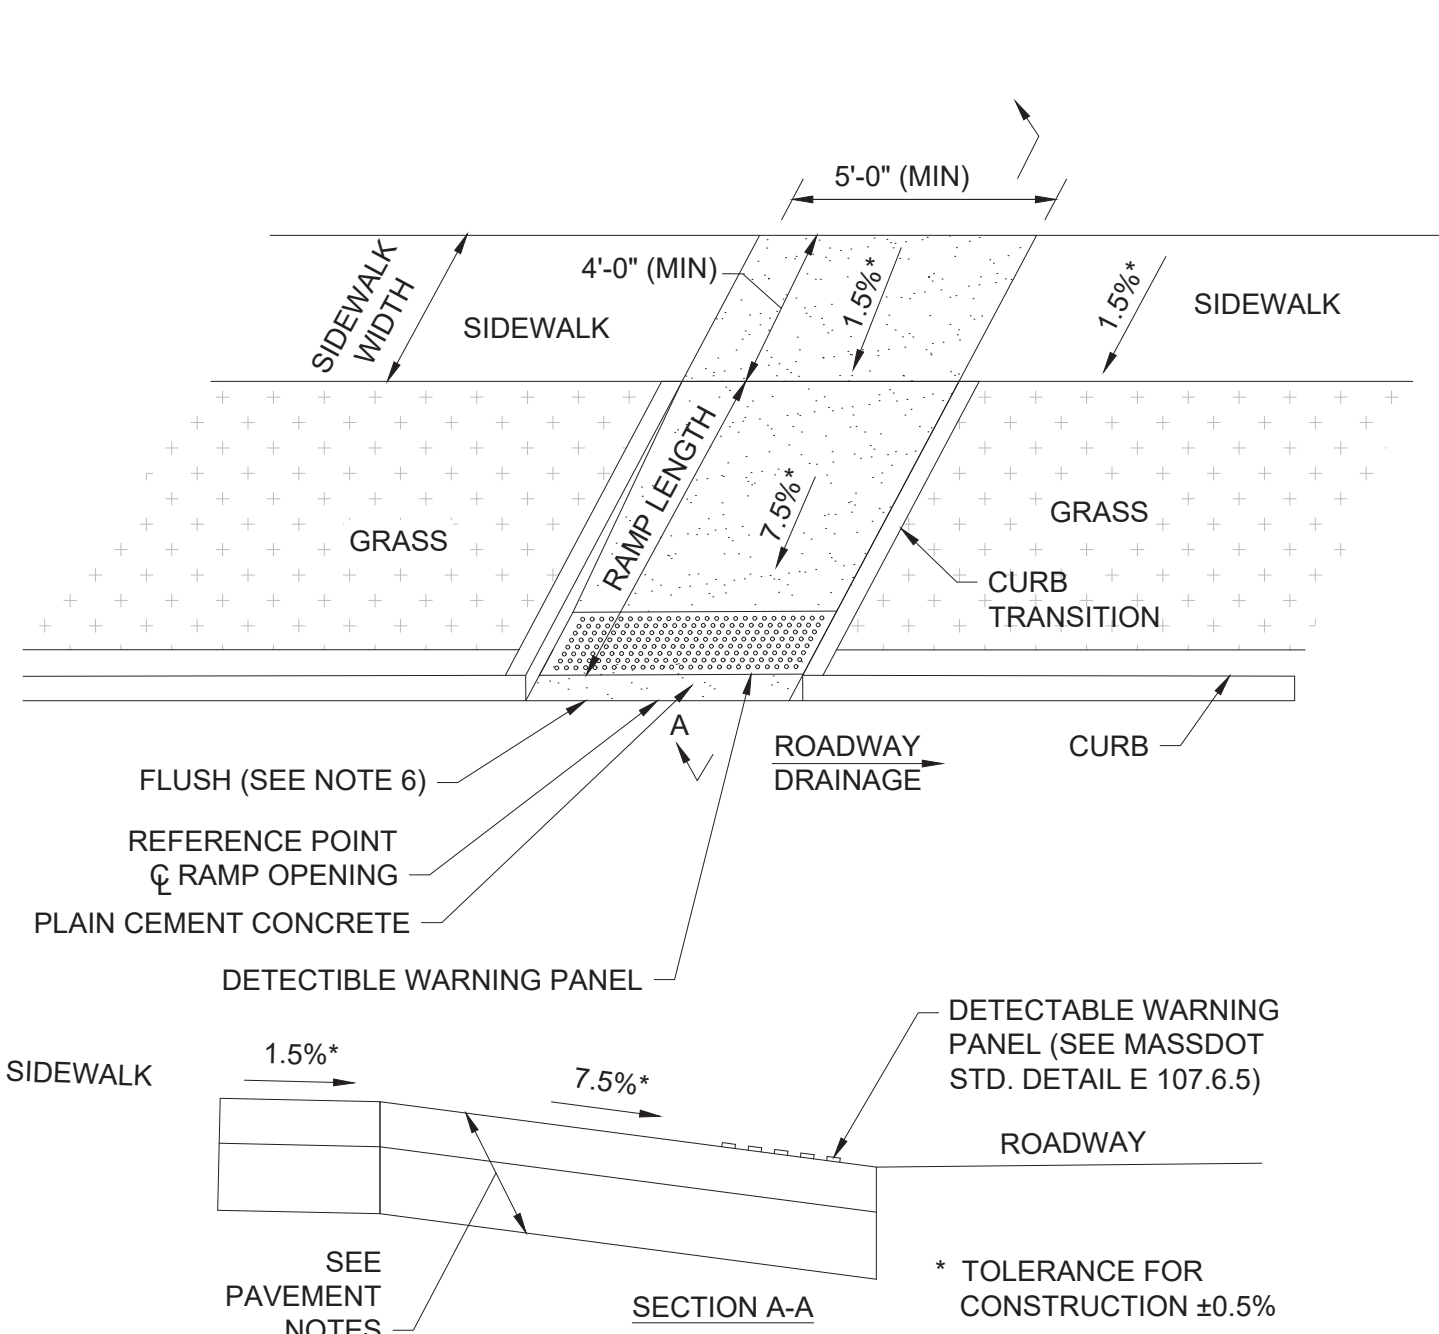 5'-0" (MIN)
SIDEWALK
WIDTH
4'-0" (MIN)
1.5%*
1.5%*
SIDEWALK
SIDEWALK
RAMP LENGTH
7.5%*
GRASS
GRASS
CURB
TRANSITION
A
ROADWAY
DRAINAGE
CURB
FLUSH (SEE NOTE 6)
REFERENCE POINT
℄ RAMP OPENING
PLAIN CEMENT CONCRETE
DETECTIBLE WARNING PANEL
DETECTABLE WARNING
PANEL (SEE MASSDOT
STD. DETAIL E 107.6.5)
SIDEWALK
1.5%*
7.5%*
ROADWAY
SEE
PAVEMENT
NOTES
SECTION A-A
* TOLERANCE FOR
CONSTRUCTION ±0.5%